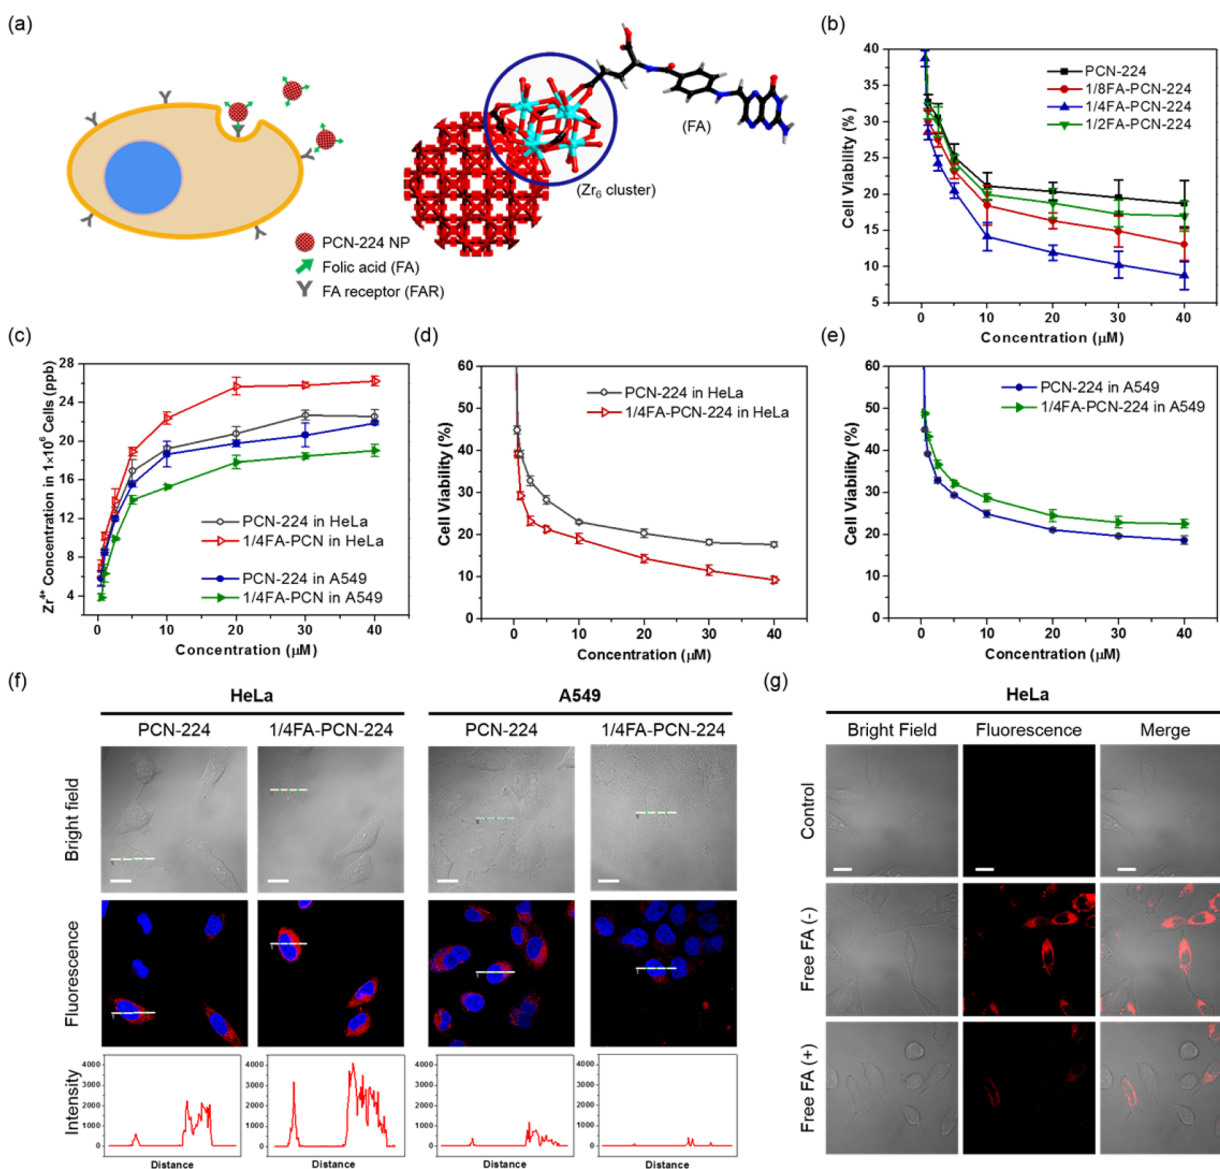 (a)
PCN-224 NP
Folic acid (FA)
FA receptor (FAR)
(Zr6 cluster)
(FA)
(b)
Cell Viability (%)
40
35
30
25
20
15
10
5
PCN-224
1/8FA-PCN-224
1/4FA-PCN-224
1/2FA-PCN-224
10 20 30 40
Concentration (μM)
(c)
Zr4+ Concentration in 1×10⁶ Cells (ppb)
28
24
20
16
12
8
4
PCN-224 in HeLa
1/4FA-PCN in HeLa
PCN-224 in A549
1/4FA-PCN in A549
0 10 20 30 40
Concentration (μM)
(d)
Cell Viability (%)
60
50
40
30
20
10
0
PCN-224 in HeLa
1/4FA-PCN-224 in HeLa
0 10 20 30 40
Concentration (μM)
(e)
Cell Viability (%)
60
50
40
30
20
10
0
PCN-224 in A549
1/4FA-PCN-224 in A549
0 10 20 30 40
Concentration (μM)
(f)
HeLa A549
PCN-224 1/4FA-PCN-224 PCN-224 1/4FA-PCN-224
Bright field
Fluorescence
Intensity
4000 4000 4000 4000
3000 3000 3000 3000
2000 2000 2000 2000
1000 1000 1000 1000
0 0 0 0
Distance Distance Distance Distance
(g)
HeLa
Bright Field Fluorescence Merge
Control
Free FA (-)
Free FA (+)